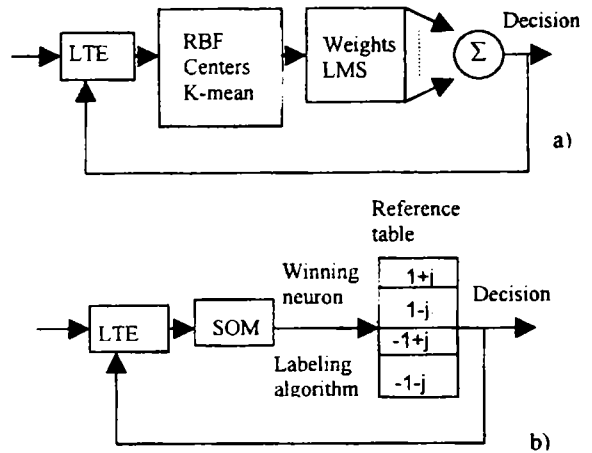 Decision
LTE
RBF
Centers
K-mean
Weights
LMS
Σ
a)
Reference
table
Winning
neuron
1+j
1-j
-1+j
-1-j
Decision
LTE
SOM
Labeling
algorithm
b)